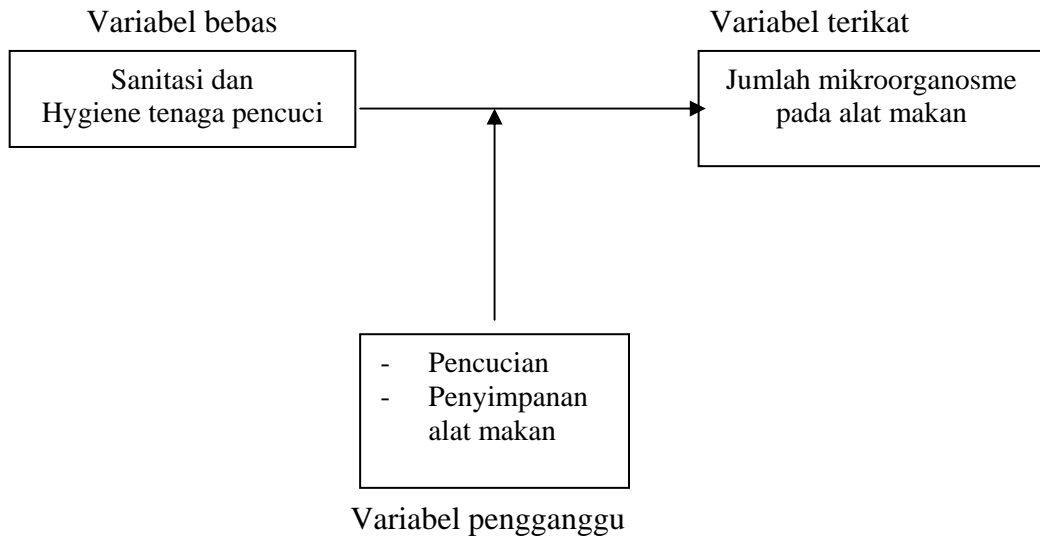 Variabel bebas
Variabel terikat
Sanitasi dan
Hygiene tenaga pencuci
Jumlah mikroorganosme
pada alat makan
- Pencucian
- Penyimpanan
alat makan
Variabel pengganggu